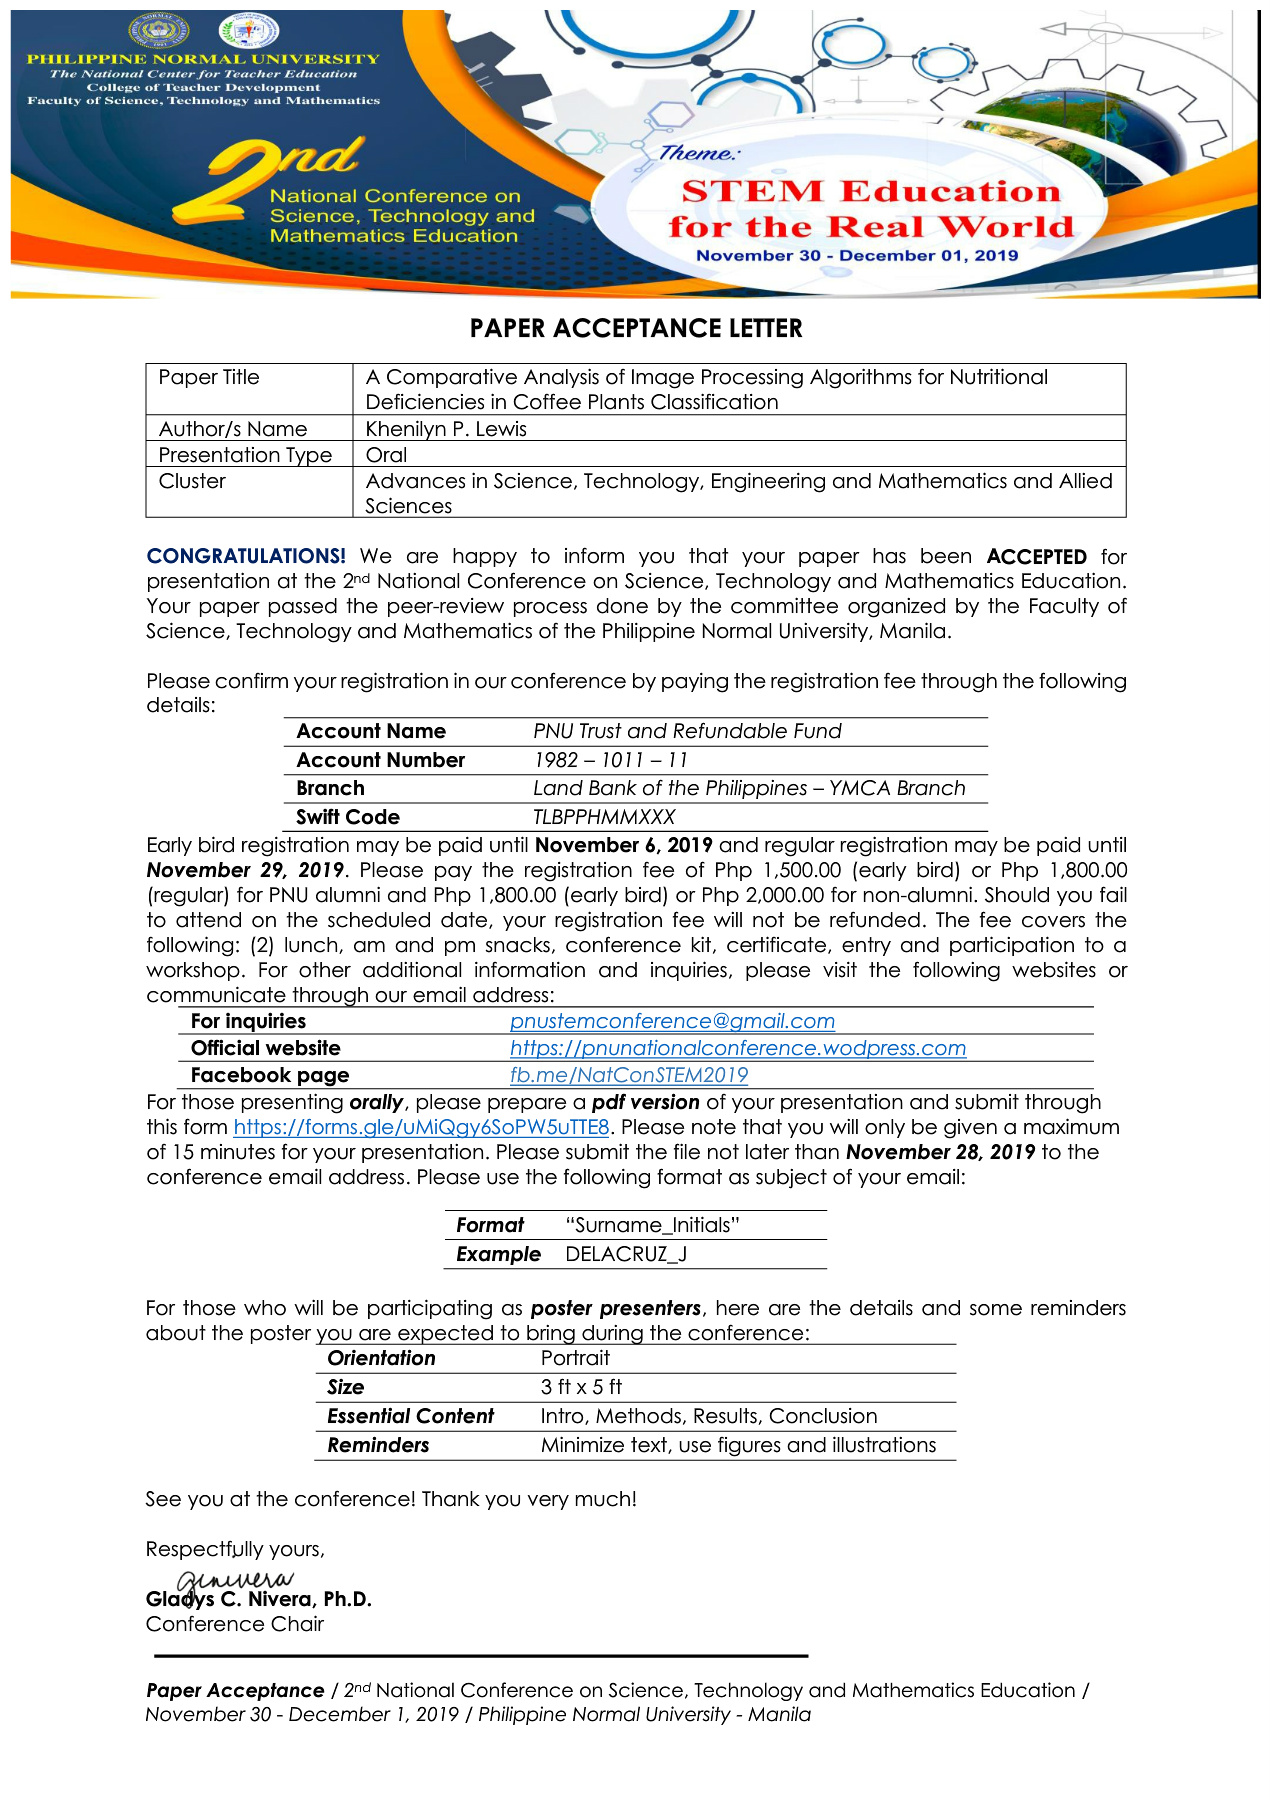 PHILIPPINE NORMAL UNIVERSITY
The National Center for Teacher Education
College of Teacher Development
Faculty of Science, Technology and Mathematics
2nd
National Conference on
Science, Technology and
Mathematics Education
Theme:
STEM Education
for the Real World
November 30 - December 01, 2019
PAPER ACCEPTANCE LETTER
Paper Title A Comparative Analysis of Image Processing Algorithms for Nutritional
Deficiencies in Coffee Plants Classification
Author/s Name Khenilyn P. Lewis
Presentation Type Oral
Cluster Advances in Science, Technology, Engineering and Mathematics and Allied
Sciences
CONGRATULATIONS! We are happy to inform you that your paper has been ACCEPTED for
presentation at the 2nd National Conference on Science, Technology and Mathematics Education.
Your paper passed the peer-review process done by the committee organized by the Faculty of
Science, Technology and Mathematics of the Philippine Normal University, Manila.
Please confirm your registration in our conference by paying the registration fee through the following
details:
Account Name PNU Trust and Refundable Fund
Account Number 1982 – 1011 – 11
Branch Land Bank of the Philippines – YMCA Branch
Swift Code TLBPPHMMXXX
Early bird registration may be paid until November 6, 2019 and regular registration may be paid until
November 29, 2019. Please pay the registration fee of Php 1,500.00 (early bird) or Php 1,800.00
(regular) for PNU alumni and Php 1,800.00 (early bird) or Php 2,000.00 for non-alumni. Should you fail
to attend on the scheduled date, your registration fee will not be refunded. The fee covers the
following: (2) lunch, am and pm snacks, conference kit, certificate, entry and participation to a
workshop. For other additional information and inquiries, please visit the following websites or
communicate through our email address:
For inquiries pnustemconference@gmail.com
Official website https://pnunationalconference.wodpress.com
Facebook page fb.me/NatConSTEM2019
For those presenting orally, please prepare a pdf version of your presentation and submit through
this form https://forms.gle/uMiQgy6SoPW5uTTE8. Please note that you will only be given a maximum
of 15 minutes for your presentation. Please submit the file not later than November 28, 2019 to the
conference email address. Please use the following format as subject of your email:
Format “Surname_Initials”
Example DELACRUZ_J
For those who will be participating as poster presenters, here are the details and some reminders
about the poster you are expected to bring during the conference:
Orientation Portrait
Size 3 ft x 5 ft
Essential Content Intro, Methods, Results, Conclusion
Reminders Minimize text, use figures and illustrations
See you at the conference! Thank you very much!
Respectfully yours,
gcnivera
Gladys C. Nivera, Ph.D.
Conference Chair
Paper Acceptance / 2nd National Conference on Science, Technology and Mathematics Education /
November 30 - December 1, 2019 / Philippine Normal University - Manila